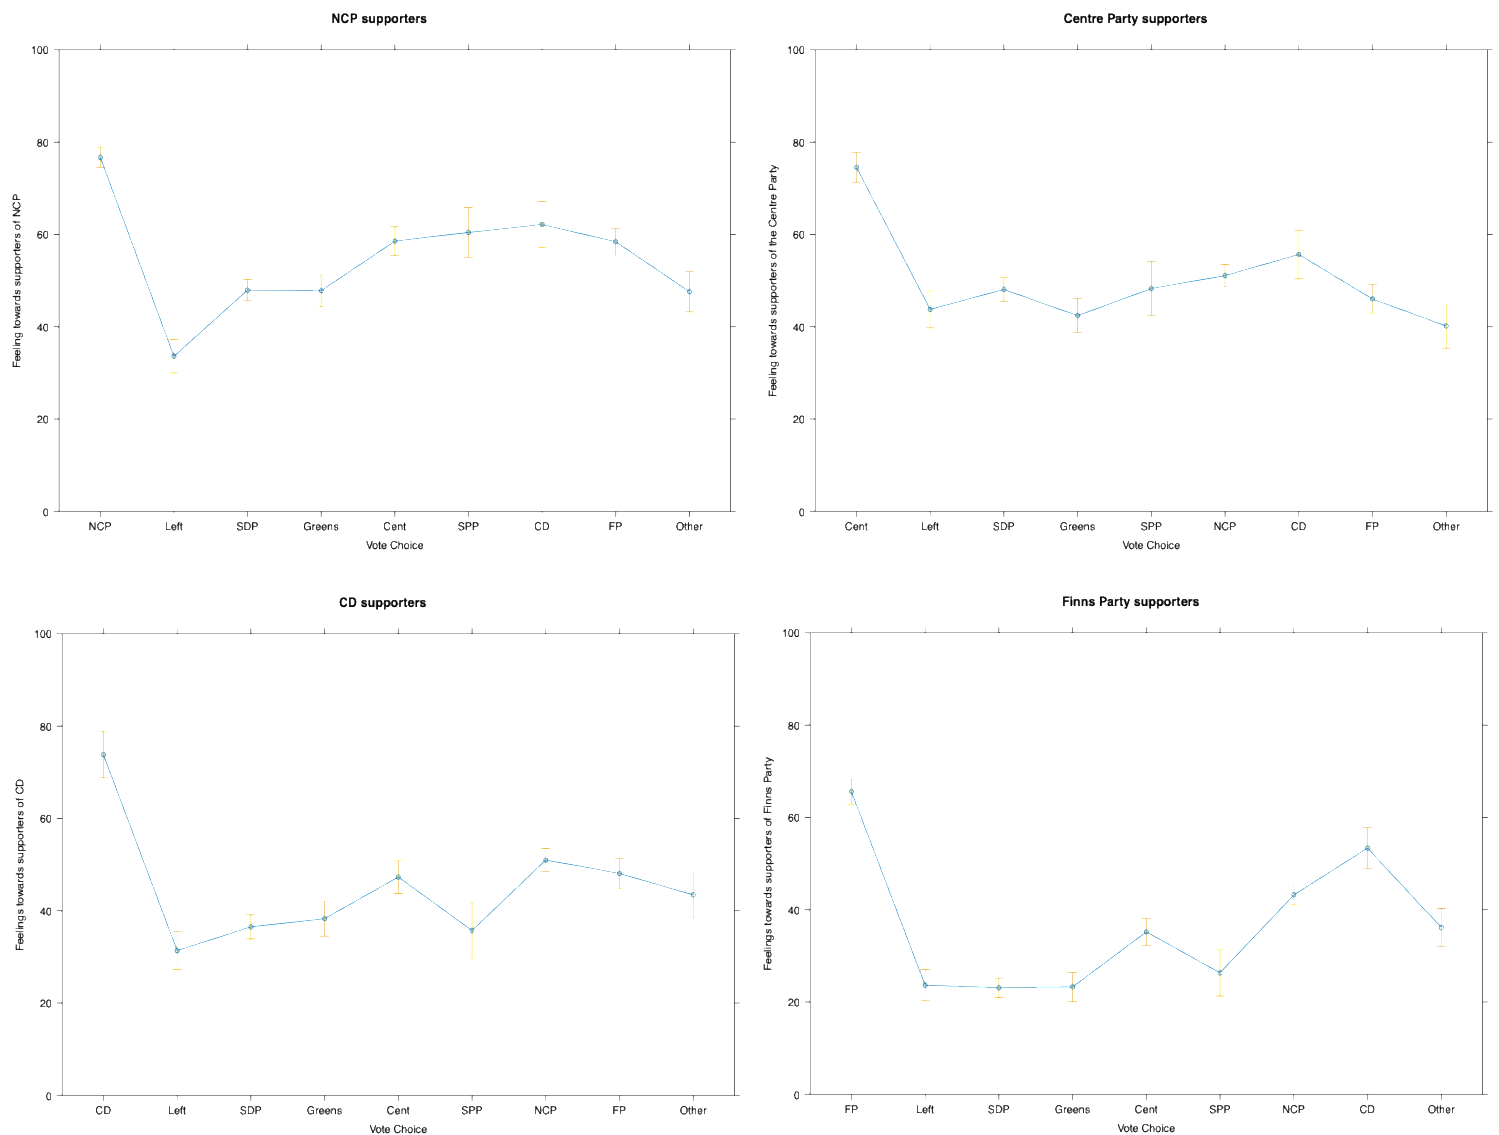 NCP supporters
Feeling towards supporters of NCP
100
80
60
40
20
0
NCP Left SDP Greens Cent SPP CD FP Other
Vote Choice
Centre Party supporters
Feeling towards supporters of the Centre Party
100
80
60
40
20
0
Cent Left SDP Greens SPP NCP CD FP Other
Vote Choice
CD supporters
Feelings towards supporters of CD
100
80
60
40
20
0
CD Left SDP Greens Cent SPP NCP FP Other
Vote Choice
Finns Party supporters
Feelings towards supporters of Finns Party
100
80
60
40
20
0
FP Left SDP Greens Cent SPP NCP CD Other
Vote Choice